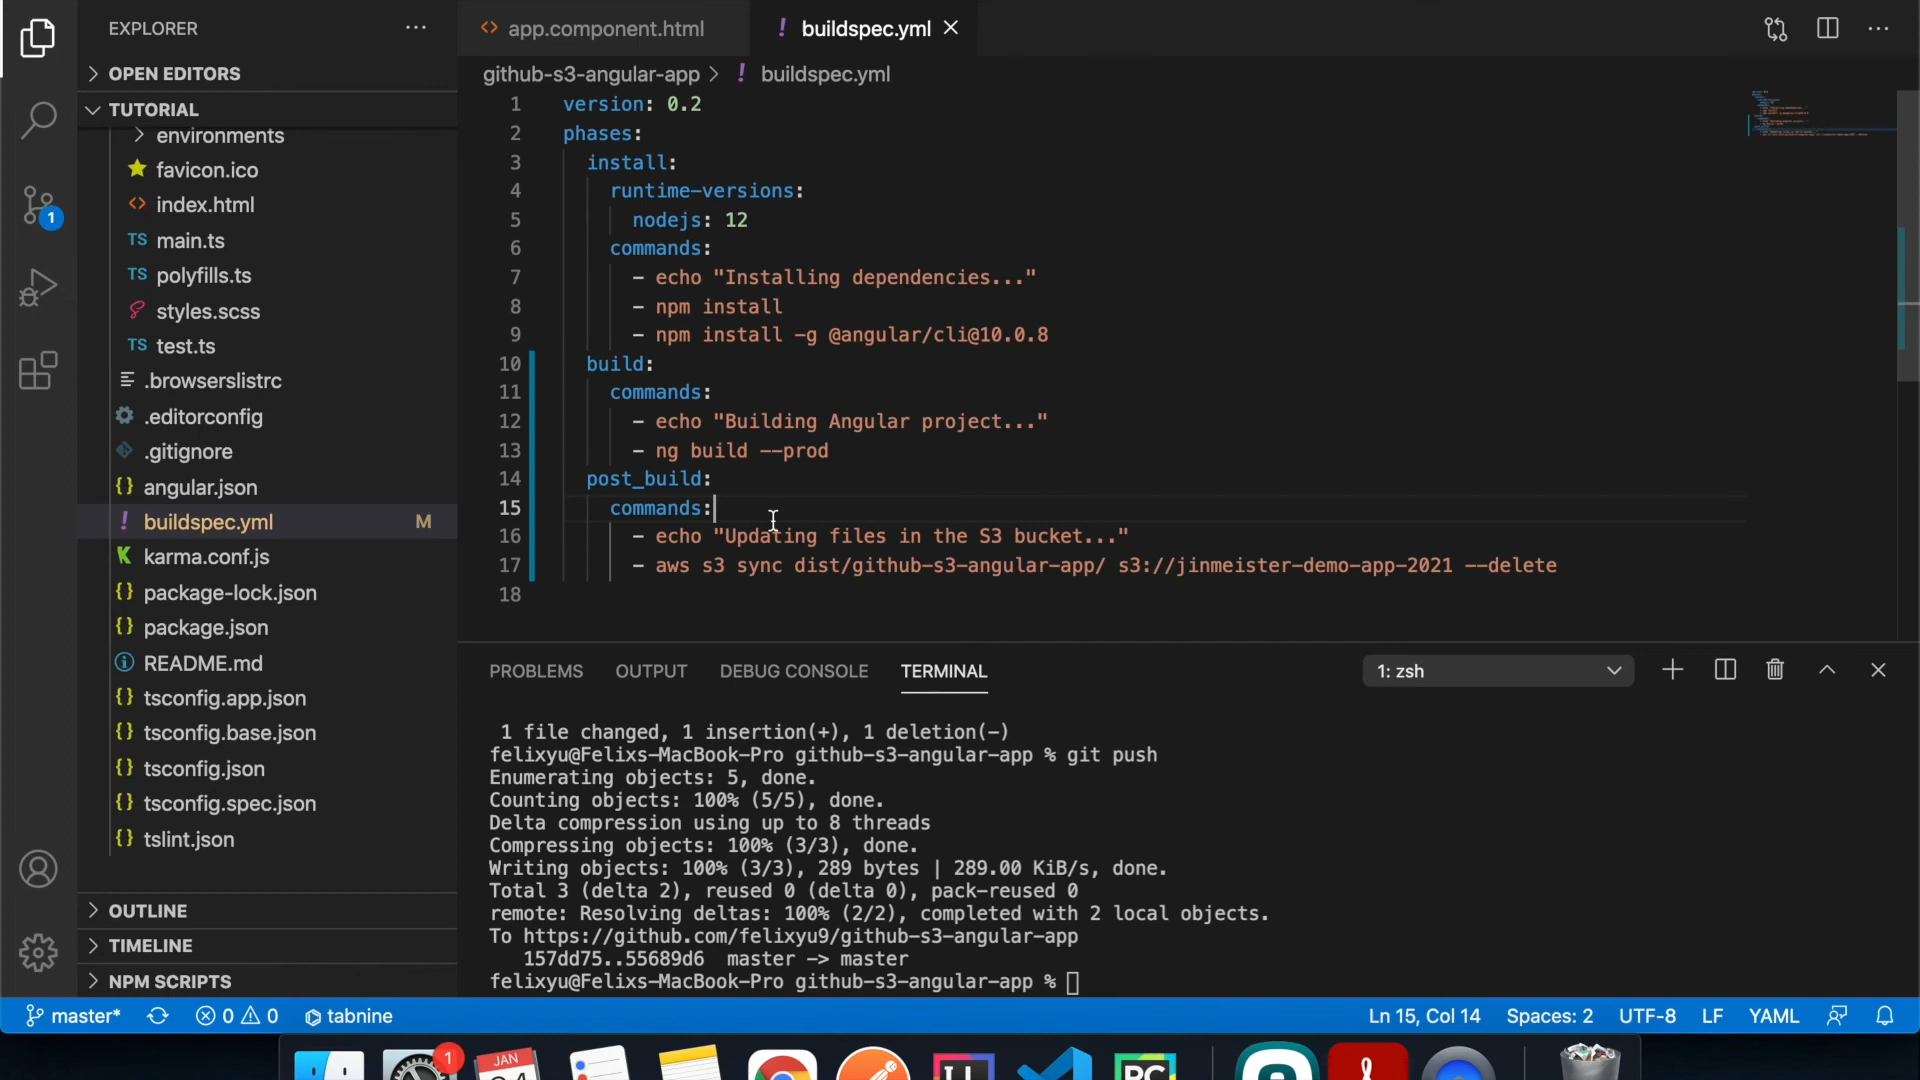 EXPLORER
OPEN EDITORS
TUTORIAL
environments
favicon.ico
index.html
TS main.ts
TS polyfills.ts
styles.scss
TS test.ts
.browserslistrc
.editorconfig
.gitignore
{} angular.json
! buildspec.yml M
karma.conf.js
{} package-lock.json
{} package.json
README.md
{} tsconfig.app.json
{} tsconfig.base.json
{} tsconfig.json
{} tsconfig.spec.json
{} tslint.json
OUTLINE
TIMELINE
NPM SCRIPTS
1
<> app.component.html
! buildspec.yml
github-s3-angular-app > ! buildspec.yml
1 version: 0.2
2 phases:
3 install:
4 runtime-versions:
5 nodejs: 12
6 commands:
7 - echo "Installing dependencies..."
8 - npm install
9 - npm install -g @angular/cli@10.0.8
10 build:
11 commands:
12 - echo "Building Angular project..."
13 - ng build --prod
14 post_build:
15 commands:
16 - echo "Updating files in the S3 bucket..."
17 - aws s3 sync dist/github-s3-angular-app/ s3://jinmeister-demo-app-2021 --delete
18
PROBLEMS OUTPUT DEBUG CONSOLE TERMINAL 1: zsh
1 file changed, 1 insertion(+), 1 deletion(-)
felixyu@Felixs-MacBook-Pro github-s3-angular-app % git push
Enumerating objects: 5, done.
Counting objects: 100% (5/5), done.
Delta compression using up to 8 threads
Compressing objects: 100% (3/3), done.
Writing objects: 100% (3/3), 289 bytes | 289.00 KiB/s, done.
Total 3 (delta 2), reused 0 (delta 0), pack-reused 0
remote: Resolving deltas: 100% (2/2), completed with 2 local objects.
To https://github.com/felixyu9/github-s3-angular-app
157dd75..55689d6 master -> master
felixyu@Felixs-MacBook-Pro github-s3-angular-app %
master* 0 0 tabnine Ln 15, Col 14 Spaces: 2 UTF-8 LF YAML
1
JAN
PC